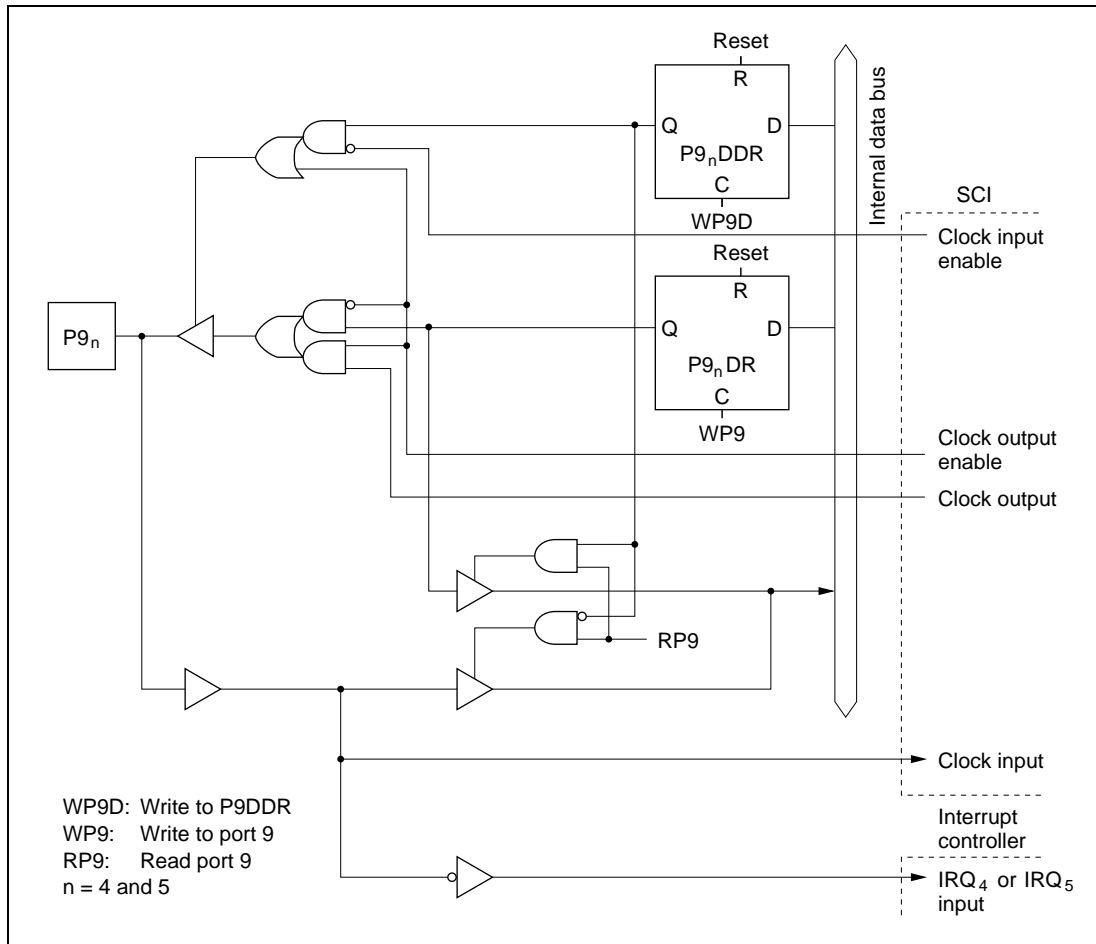 Reset
R
Q D
P9nDDR
C
WP9D
Internal data bus
SCI
Clock input
enable
Reset
R
Q D
P9nDR
C
WP9
P9n
Clock output
enable
Clock output
RP9
Clock input
WP9D: Write to P9DDR
WP9: Write to port 9
RP9: Read port 9
n = 4 and 5
Interrupt
controller
IRQ4 or IRQ5
input